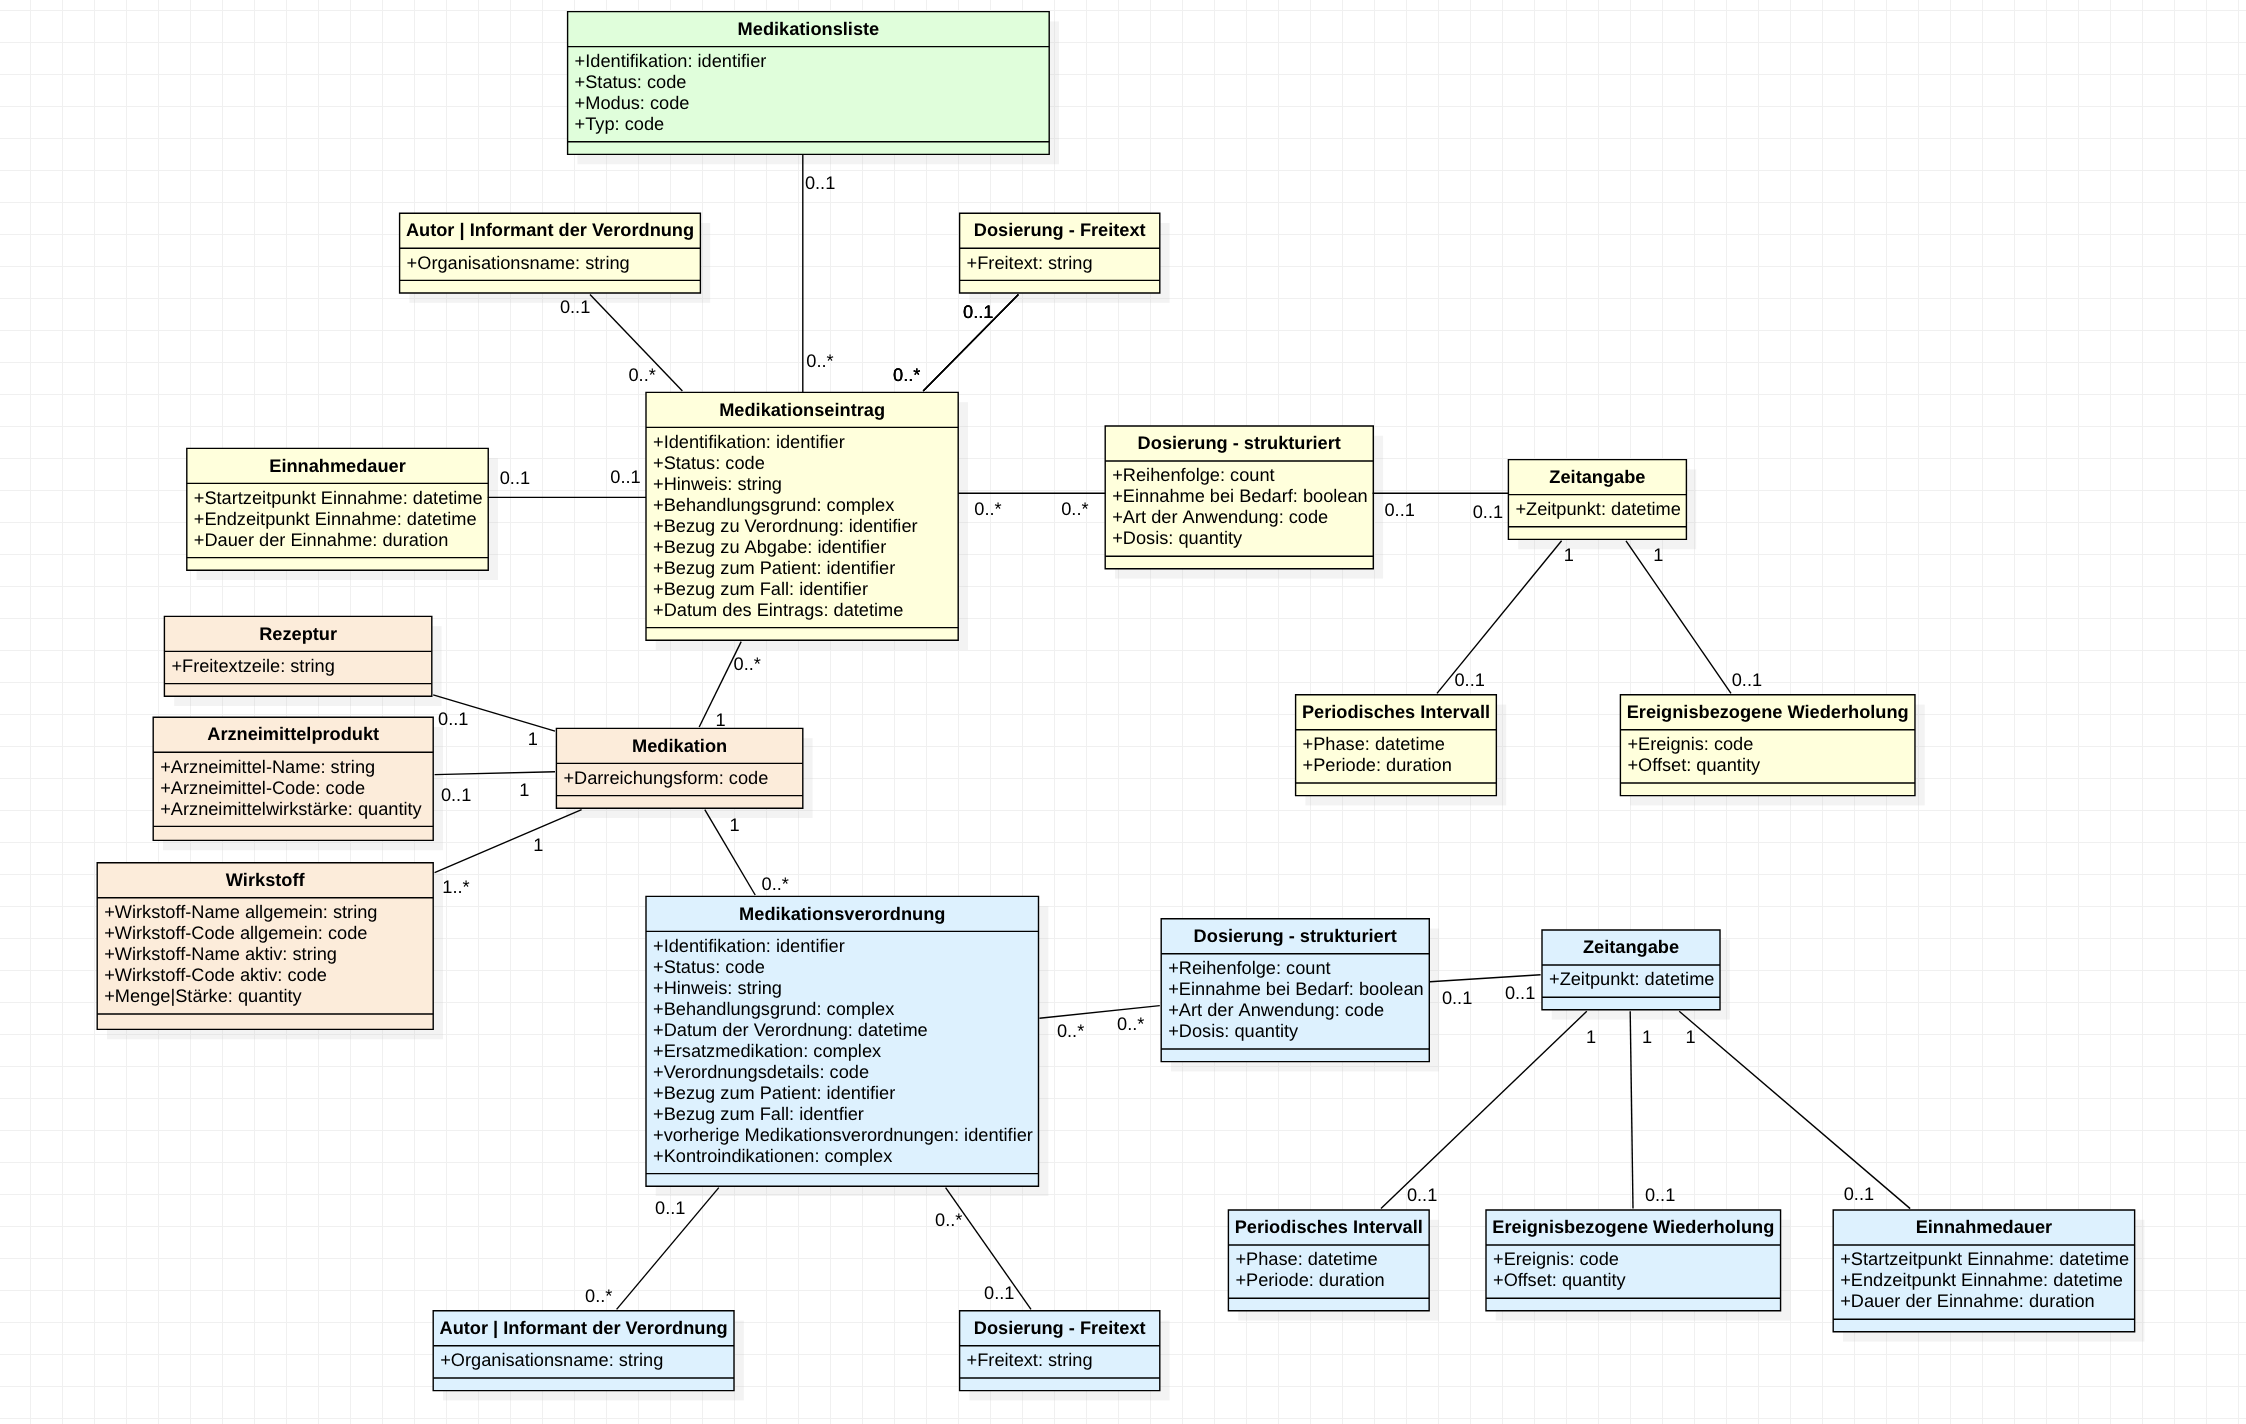 Medikationsliste
+Identifikation: identifier
+Status: code
+Modus: code
+Typ: code
0..1
Autor | Informant der Verordnung
+Organisationsname: string
0..1
0..*
Dosierung - Freitext
+Freitext: string
0..1
0..*
0..*
Medikationseintrag
+Identifikation: identifier
+Status: code
+Hinweis: string
+Behandlungsgrund: complex
+Bezug zu Verordnung: identifier
+Bezug zu Abgabe: identifier
+Bezug zum Patient: identifier
+Bezug zum Fall: identifier
+Datum des Eintrags: datetime
Einnahmedauer
+Startzeitpunkt Einnahme: datetime
+Endzeitpunkt Einnahme: datetime
+Dauer der Einnahme: duration
0..1
0..1
0..*
0..*
Dosierung - strukturiert
+Reihenfolge: count
+Einnahme bei Bedarf: boolean
+Art der Anwendung: code
+Dosis: quantity
0..1
0..1
Zeitangabe
+Zeitpunkt: datetime
1
1
0..1
0..1
Periodisches Intervall
+Phase: datetime
+Periode: duration
Ereignisbezogene Wiederholung
+Ereignis: code
+Offset: quantity
0..*
1
Rezeptur
+Freitextzeile: string
0..1
1
Arzneimittelprodukt
+Arzneimittel-Name: string
+Arzneimittel-Code: code
+Arzneimittelwirkstärke: quantity
0..1
1
Medikation
+Darreichungsform: code
1
1..*
Wirkstoff
+Wirkstoff-Name allgemein: string
+Wirkstoff-Code allgemein: code
+Wirkstoff-Name aktiv: string
+Wirkstoff-Code aktiv: code
+Menge|Stärke: quantity
1
0..*
Medikationsverordnung
+Identifikation: identifier
+Status: code
+Hinweis: string
+Behandlungsgrund: complex
+Datum der Verordnung: datetime
+Ersatzmedikation: complex
+Verordnungsdetails: code
+Bezug zum Patient: identifier
+Bezug zum Fall: identfier
+vorherige Medikationsverordnungen: identifier
+Kontroindikationen: complex
0..*
0..*
Dosierung - strukturiert
+Reihenfolge: count
+Einnahme bei Bedarf: boolean
+Art der Anwendung: code
+Dosis: quantity
0..1
0..1
Zeitangabe
+Zeitpunkt: datetime
1
1
1
0..1
0..1
0..1
Periodisches Intervall
+Phase: datetime
+Periode: duration
Ereignisbezogene Wiederholung
+Ereignis: code
+Offset: quantity
Einnahmedauer
+Startzeitpunkt Einnahme: datetime
+Endzeitpunkt Einnahme: datetime
+Dauer der Einnahme: duration
0..1
0..*
0..*
0..1
Autor | Informant der Verordnung
+Organisationsname: string
Dosierung - Freitext
+Freitext: string